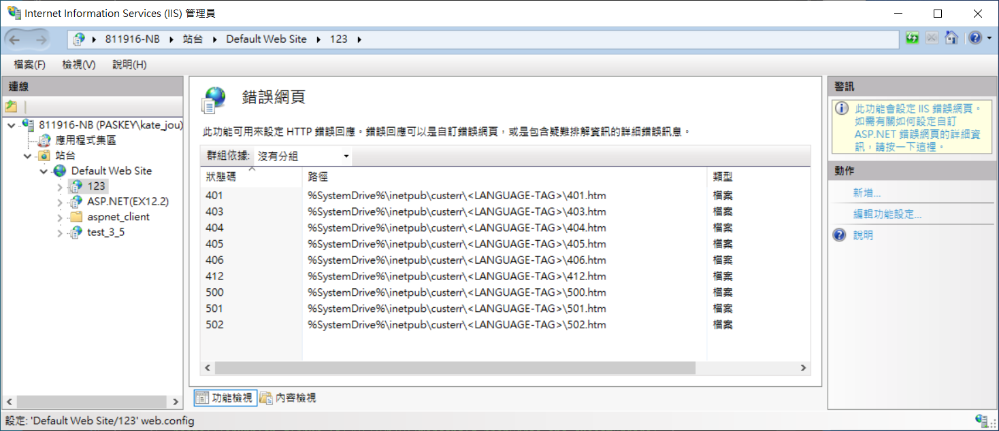 Internet Information Services (IIS) 管理員
811916-NB
站台
Default Web Site
123
檔案(F)
檢視(V)
說明(H)
連線
811916-NB (PASKEY\kate_jou)
應用程式集區
站台
Default Web Site
123
ASP.NET(EX12.2)
aspnet_client
test_3_5
錯誤網頁
此功能可用來設定 HTTP 錯誤回應。錯誤回應可以是自訂錯誤網頁，或是包含疑難排解資訊的詳細錯誤訊息。
群組依據: 沒有分組
狀態碼 路徑 類型
401 %SystemDrive%\inetpub\custerr\<LANGUAGE-TAG>\401.htm 檔案
403 %SystemDrive%\inetpub\custerr\<LANGUAGE-TAG>\403.htm 檔案
404 %SystemDrive%\inetpub\custerr\<LANGUAGE-TAG>\404.htm 檔案
405 %SystemDrive%\inetpub\custerr\<LANGUAGE-TAG>\405.htm 檔案
406 %SystemDrive%\inetpub\custerr\<LANGUAGE-TAG>\406.htm 檔案
412 %SystemDrive%\inetpub\custerr\<LANGUAGE-TAG>\412.htm 檔案
500 %SystemDrive%\inetpub\custerr\<LANGUAGE-TAG>\500.htm 檔案
501 %SystemDrive%\inetpub\custerr\<LANGUAGE-TAG>\501.htm 檔案
502 %SystemDrive%\inetpub\custerr\<LANGUAGE-TAG>\502.htm 檔案
功能檢視
內容檢視
警訊
此功能會設定 IIS 錯誤網頁。
如需有關如何設定自訂
ASP.NET 錯誤網頁的詳細資
訊，請按一下這裡。
動作
新增...
編輯功能設定...
說明
設定: 'Default Web Site/123' web.config